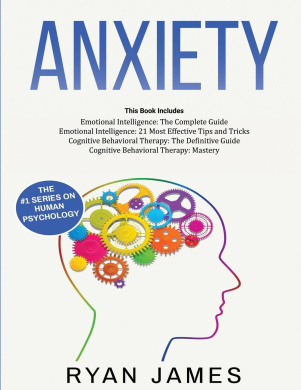 ANXIETY
This Book Includes
Emotional Intelligence: The Complete Guide
Emotional Intelligence: 21 Most Effective Tips and Tricks
Cognitive Behavioral Therapy: The Definitive Guide
Cognitive Behavioral Therapy: Mastery
THE
#1 SERIES ON
HUMAN
PSYCHOLOGY
RYAN JAMES